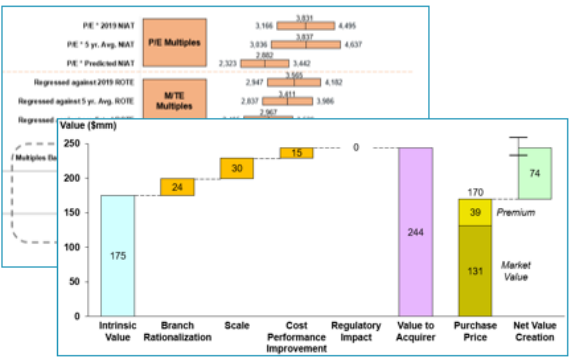 3,831
P/E * 2019 NIAT
3,166
4,495
3,837
P/E * 5 yr. Avg. NIAT
P/E Multiples
3,036
4,637
2,882
P/E * Predicted NIAT
2,323
3,442
3,565
Regressed against 2019 ROTE
2,947
4,182
M/TE
Multiples
3,411
Regressed against 5 yr. Avg. ROTE
2,837
3,986
2,967
Multiples Ba
Value ($mm)
250
200
150
100
50
0
175
24
30
15
0
244
170
39
Premium
131
Market
Value
74
Intrinsic
Value
Branch
Rationalization
Scale
Cost
Performance
Improvement
Regulatory
Impact
Value to
Acquirer
Purchase
Price
Net Value
Creation